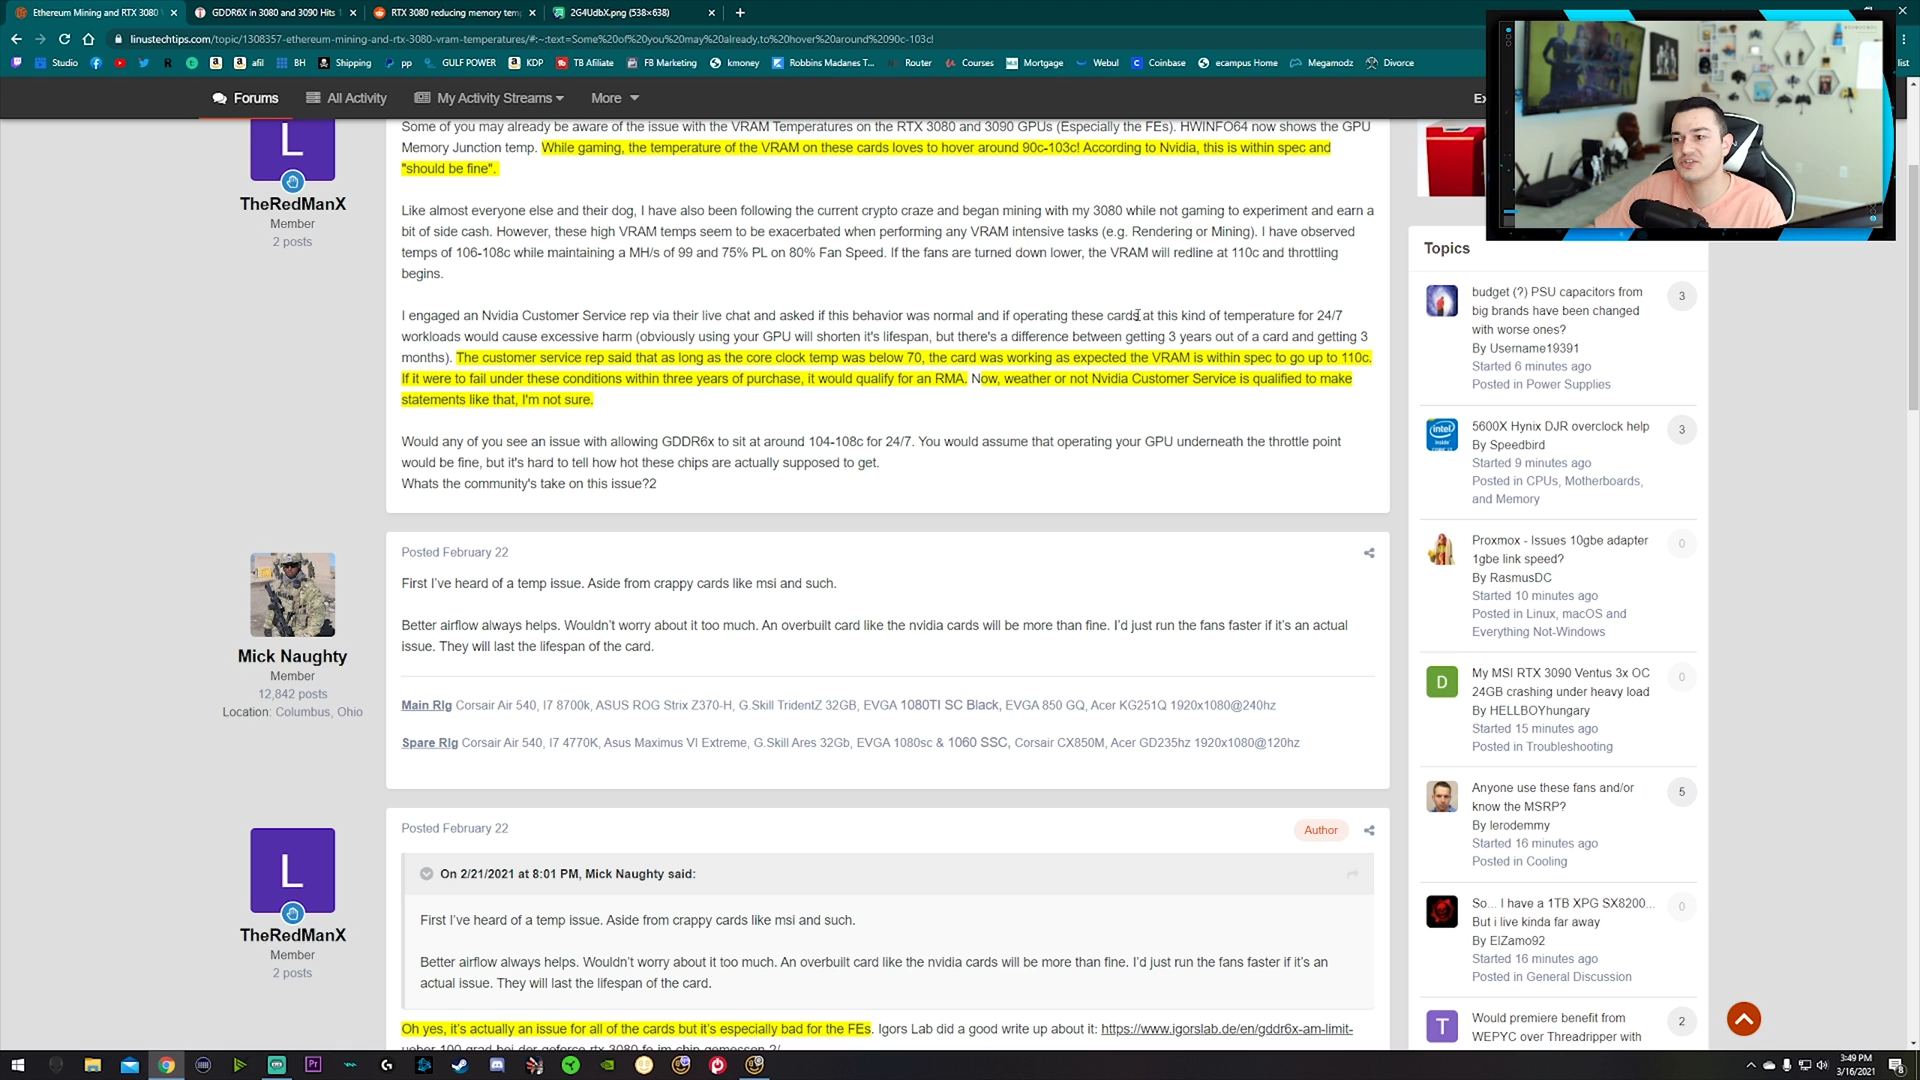 Ethereum Mining and RTX 3080 V
GDDR6X in 3080 and 3090 Hits 1
RTX 3080 reducing memory tem
2G4UdbX.png (538×638)
linustechtips.com/topic/1308357-ethereum-mining-and-rtx-3080-vram-temperatures/#:~:text=Some%20of%20you%20may%20already,to%20hover%20around%2090c-103c!
Studio
afil
BH
Shipping
pp
GULF POWER
KDP
TB Afiliate
FB Marketing
kmoney
Robbins Madanes T...
Router
Courses
Mortgage
Webul
Coinbase
ecampus Home
Megamodz
Divorce
list
Forums
All Activity
My Activity Streams
More
Ex
L
TheRedManX
Member
2 posts
Some of you may already be aware of the issue with the VRAM Temperatures on the RTX 3080 and 3090 GPUs (Especially the FEs). HWINFO64 now shows the GPU
Memory Junction temp. While gaming, the temperature of the VRAM on these cards loves to hover around 90c-103c! According to Nvidia, this is within spec and
"should be fine".
Like almost everyone else and their dog, I have also been following the current crypto craze and began mining with my 3080 while not gaming to experiment and earn a
bit of side cash. However, these high VRAM temps seem to be exacerbated when performing any VRAM intensive tasks (e.g. Rendering or Mining). I have observed
temps of 106-108c while maintaining a MH/s of 99 and 75% PL on 80% Fan Speed. If the fans are turned down lower, the VRAM will redline at 110c and throttling
begins.
I engaged an Nvidia Customer Service rep via their live chat and asked if this behavior was normal and if operating these cards at this kind of temperature for 24/7
workloads would cause excessive harm (obviously using your GPU will shorten it's lifespan, but there's a difference between getting 3 years out of a card and getting 3
months). The customer service rep said that as long as the core clock temp was below 70, the card was working as expected the VRAM is within spec to go up to 110c.
If it were to fail under these conditions within three years of purchase, it would qualify for an RMA. Now, weather or not Nvidia Customer Service is qualified to make
statements like that, I'm not sure.
Would any of you see an issue with allowing GDDR6x to sit at around 104-108c for 24/7. You would assume that operating your GPU underneath the throttle point
would be fine, but it's hard to tell how hot these chips are actually supposed to get.
Whats the community's take on this issue?2
Mick Naughty
Member
12,842 posts
Location: Columbus, Ohio
Posted February 22
First I've heard of a temp issue. Aside from crappy cards like msi and such.
Better airflow always helps. Wouldn't worry about it too much. An overbuilt card like the nvidia cards will be more than fine. I'd just run the fans faster if it's an actual
issue. They will last the lifespan of the card.
Main Rig Corsair Air 540, I7 8700k, ASUS ROG Strix Z370-H, G.Skill TridentZ 32GB, EVGA 1080TI SC Black, EVGA 850 GQ, Acer KG251Q 1920x1080@240hz
Spare Rig Corsair Air 540, I7 4770K, Asus Maximus VI Extreme, G.Skill Ares 32Gb, EVGA 1080sc & 1060 SSC, Corsair CX850M, Acer GD235hz 1920x1080@120hz
L
TheRedManX
Member
2 posts
Posted February 22
Author
On 2/21/2021 at 8:01 PM, Mick Naughty said:
First I've heard of a temp issue. Aside from crappy cards like msi and such.
Better airflow always helps. Wouldn't worry about it too much. An overbuilt card like the nvidia cards will be more than fine. I'd just run the fans faster if it's an
actual issue. They will last the lifespan of the card.
Oh yes, it's actually an issue for all of the cards but it's especially bad for the FEs. Igors Lab did a good write up about it: https://www.igorslab.de/en/gddr6x-am-limit-
ueber-100-grad-bei-der-geforce-rtx-3080-fe-im-chip-gemessen-2/
Topics
budget (?) PSU capacitors from
big brands have been changed
with worse ones?
By Username19391
Started 6 minutes ago
Posted in Power Supplies
3
5600X Hynix DJR overclock help
By Speedbird
Started 9 minutes ago
Posted in CPUs, Motherboards,
and Memory
3
Proxmox - Issues 10gbe adapter
1gbe link speed?
By RasmusDC
Started 10 minutes ago
Posted in Linux, macOS and
Everything Not-Windows
0
D
My MSI RTX 3090 Ventus 3x OC
24GB crashing under heavy load
By HELLBOYhungary
Started 15 minutes ago
Posted in Troubleshooting
0
Anyone use these fans and/or
know the MSRP?
By lerodemmy
Started 16 minutes ago
Posted in Cooling
5
So... I have a 1TB XPG SX8200...
But i live kinda far away
By ElZamo92
Started 16 minutes ago
Posted in General Discussion
0
T
Would premiere benefit from
WEPYC over Threadripper with
2
3:49 PM
3/16/2021